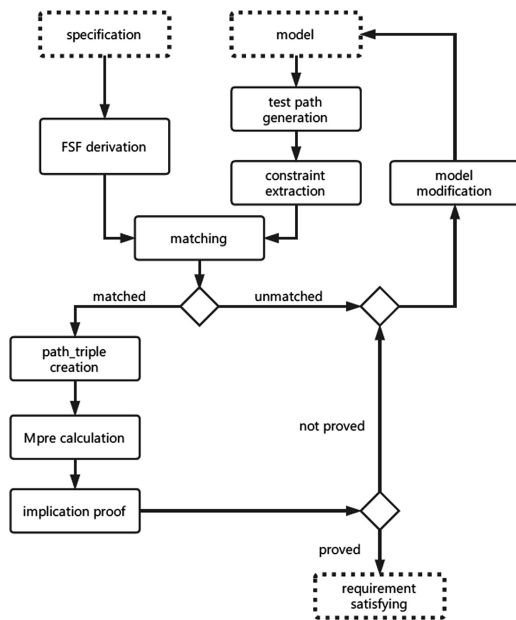 specification
model
test path
generation
FSF derivation
constraint
extraction
model
modification
matching
matched
unmatched
path_triple
creation
not proved
Mpre calculation
implication proof
proved
requirement
satisfying